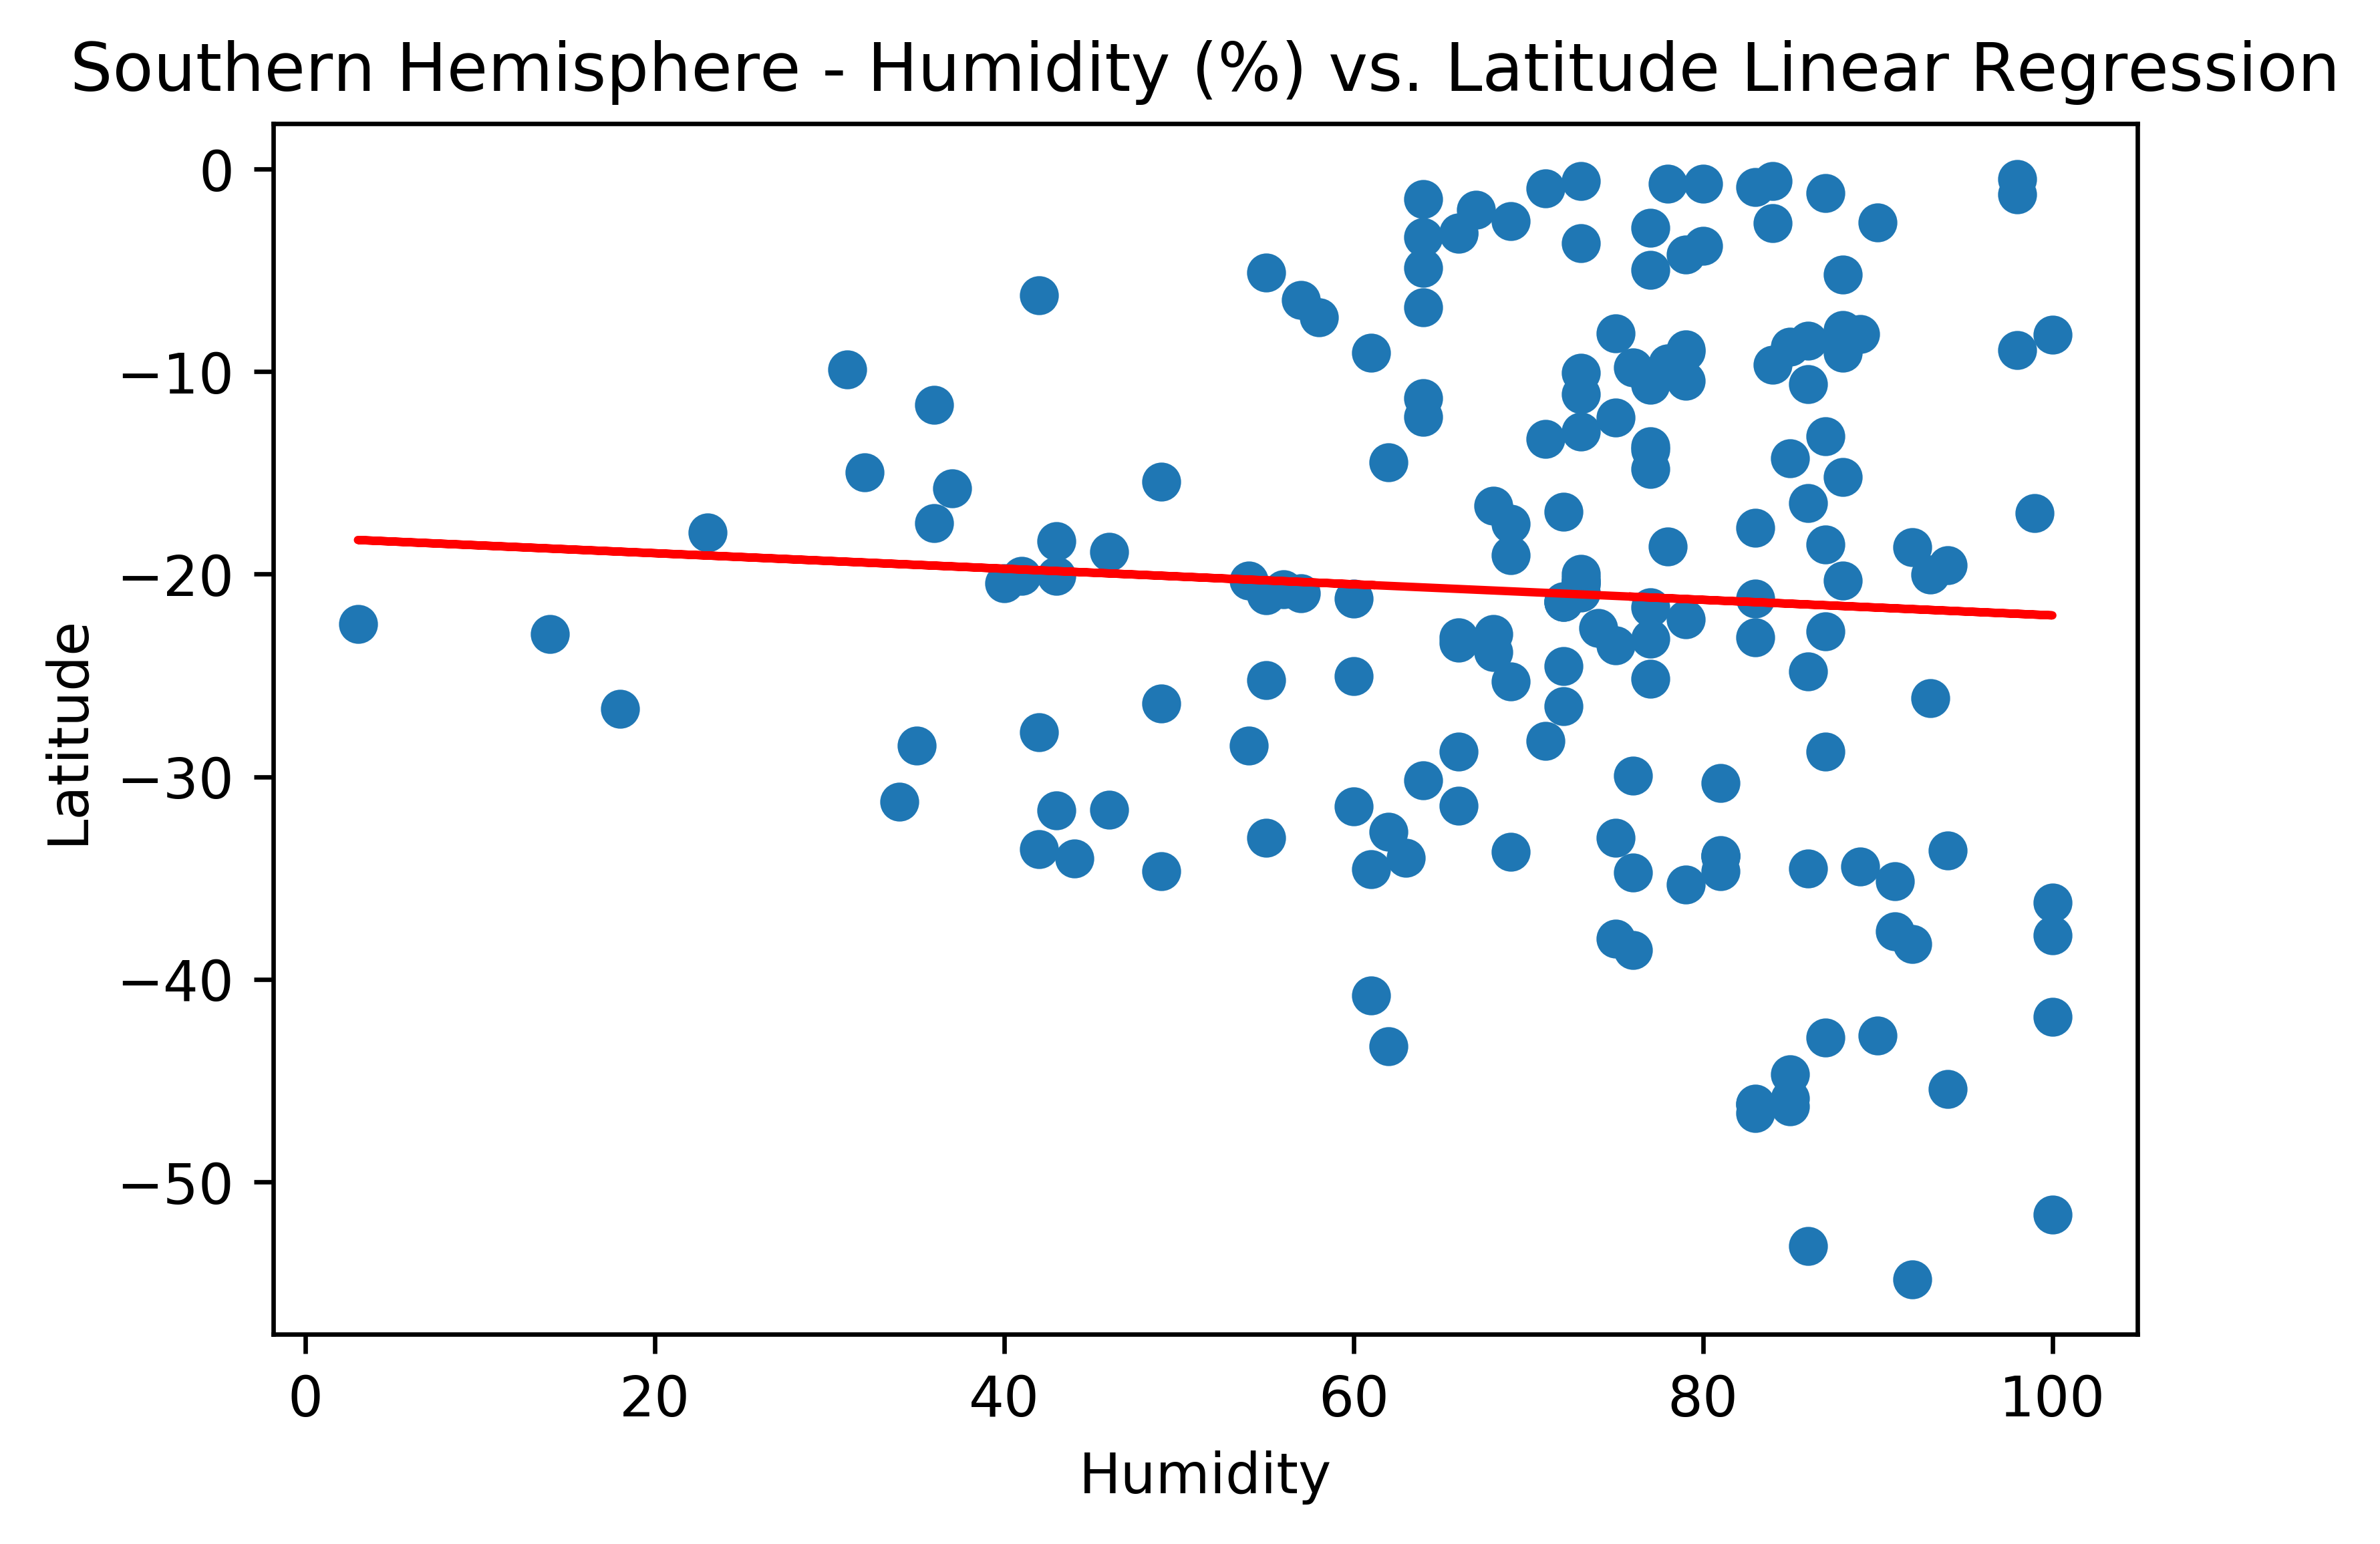 Southern Hemisphere - Humidity (%) vs. Latitude Linear Regression
0
−10
−20
−30
−40
−50
Latitude
0 20 40 60 80 100
Humidity